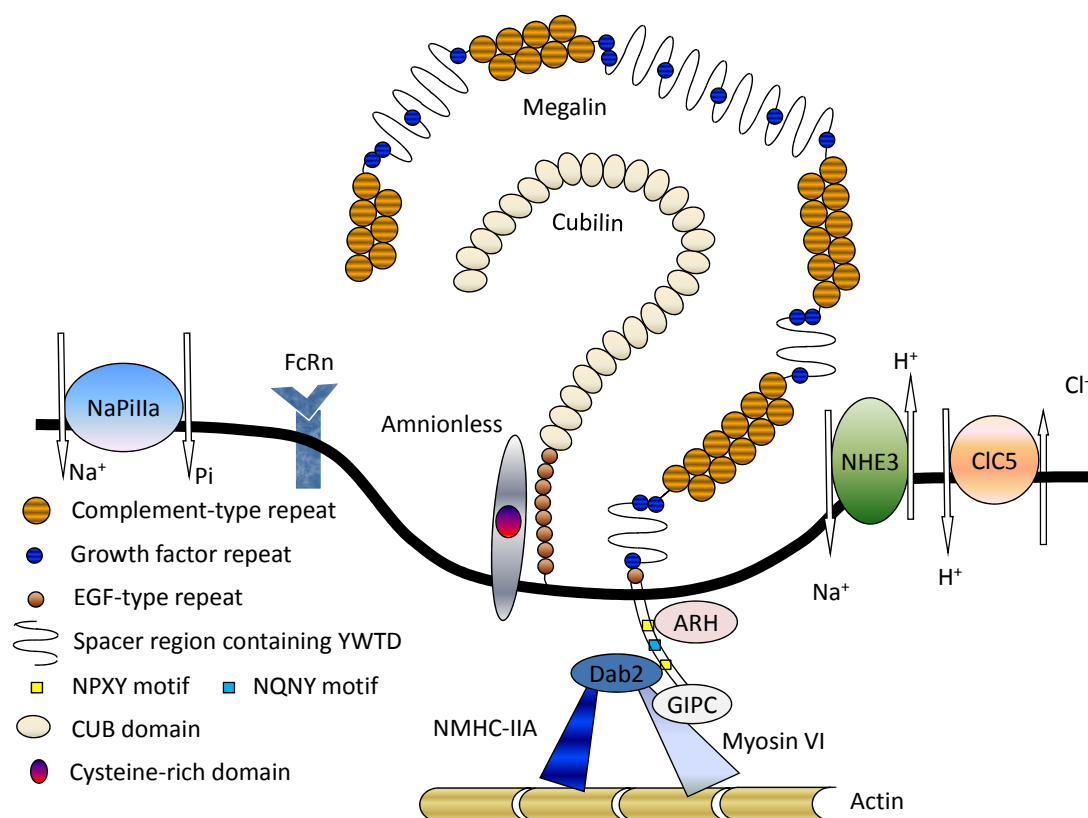 Megalin
Cubilin
FcRn
H⁺
Cl⁻
NaPiIIa
Amnionless
NHE3
ClC5
Na⁺
Pi
Na⁺
H⁺
Complement-type repeat
Growth factor repeat
EGF-type repeat
Spacer region containing YWTD
NPXY motif
NQNY motif
CUB domain
Cysteine-rich domain
ARH
Dab2
GIPC
NMHC-IIA
Myosin VI
Actin